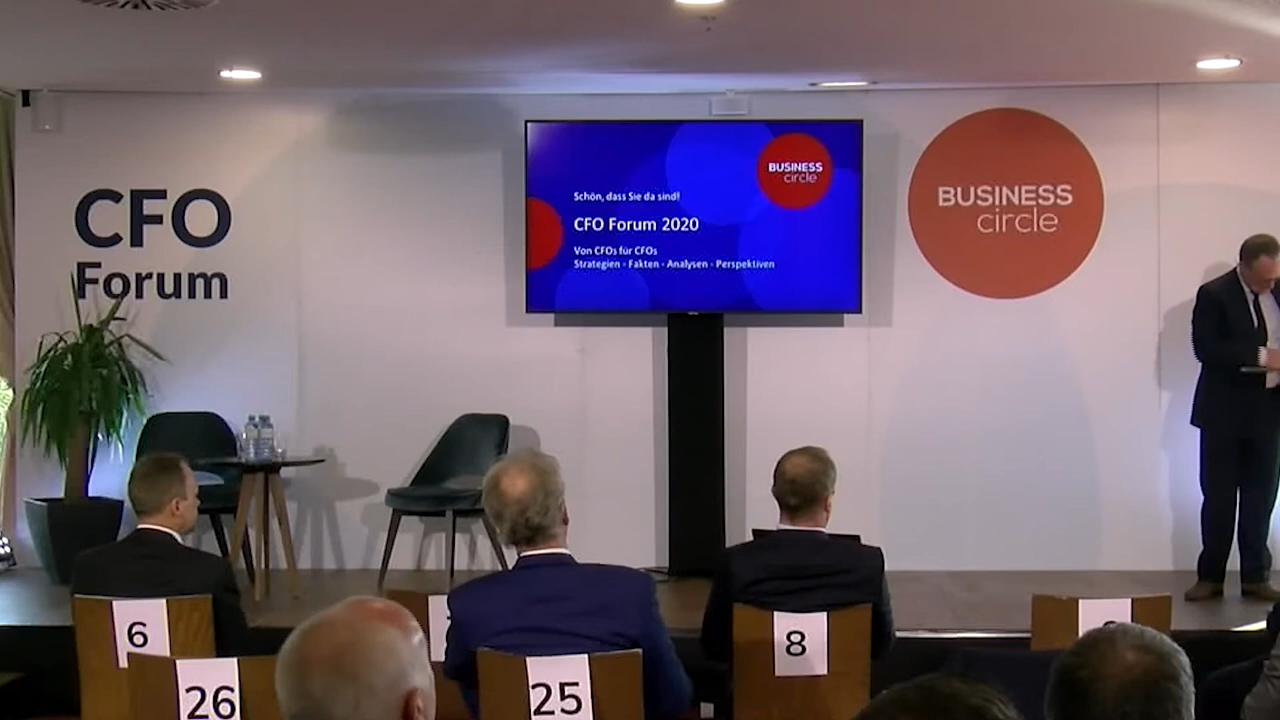 CFO
Forum
Schön, dass Sie da sind!
CFO Forum 2020
Von CFOs für CFOs
Strategien - Fakten - Analysen - Perspektiven
BUSINESS
circle
BUSINESS
circle
6
8
26
25